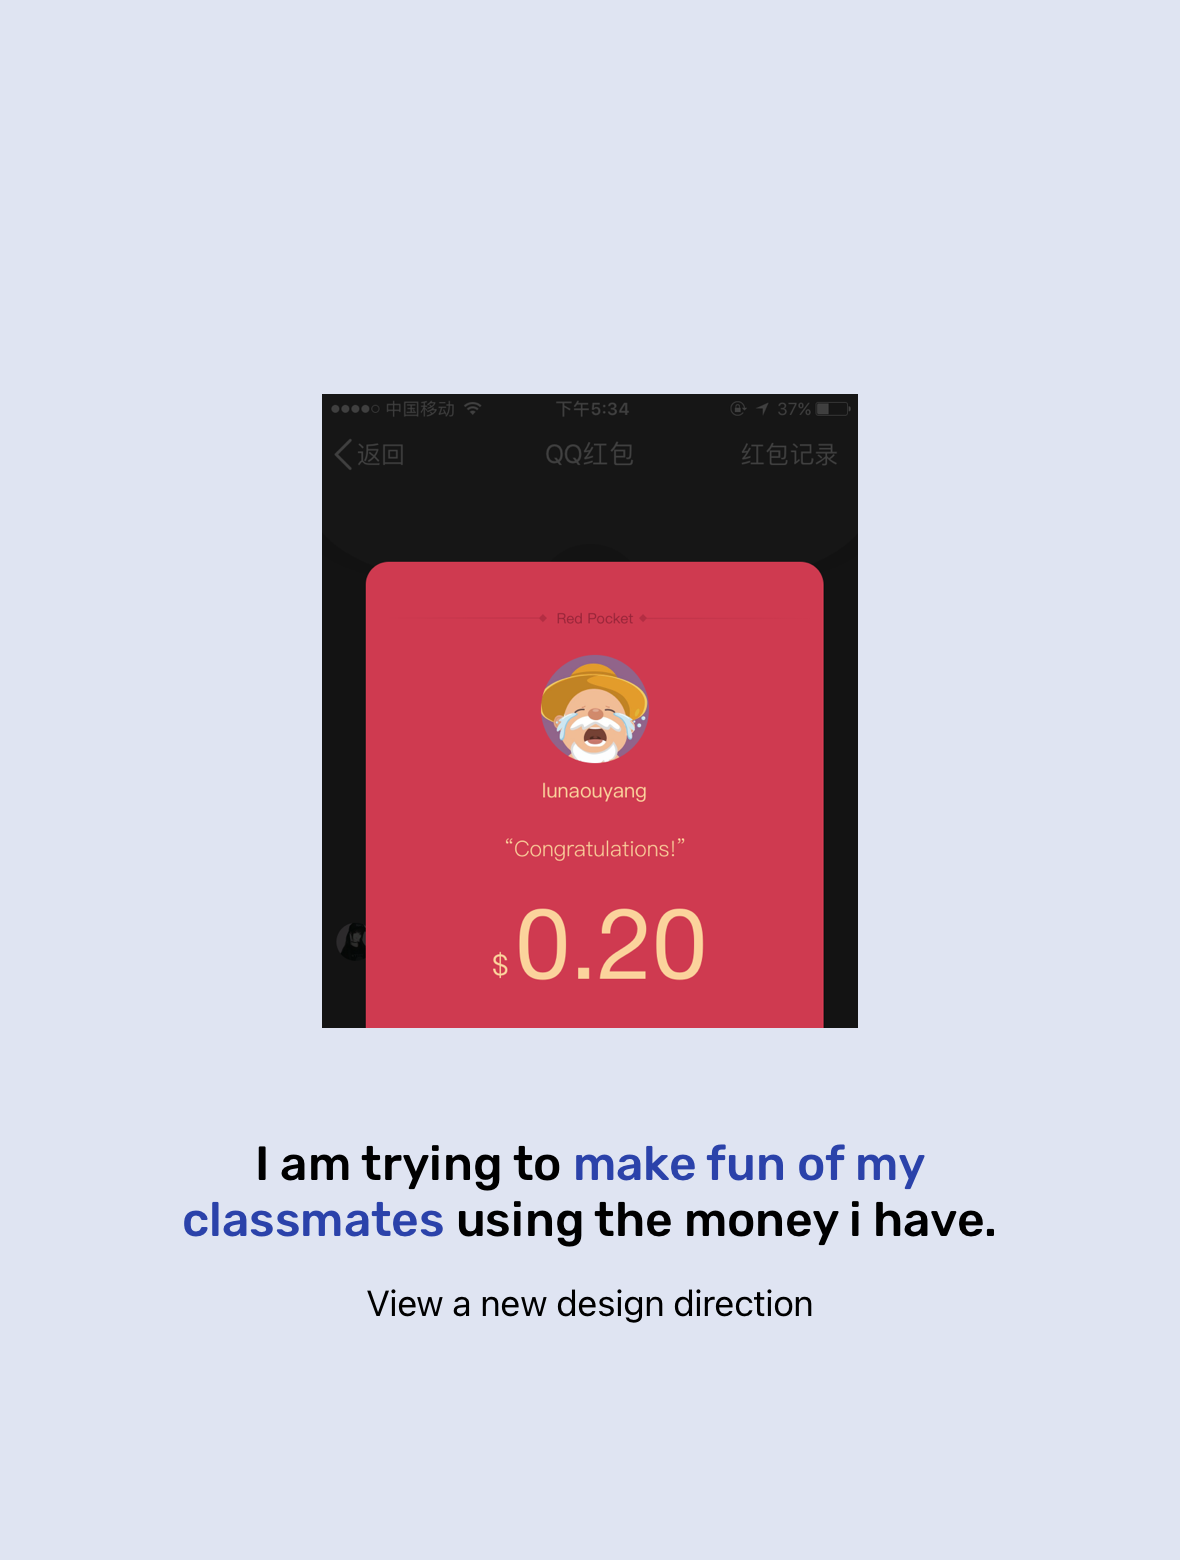 中国移动 下午5:34 37%
返回 QQ红包 红包记录
Red Pocket
lunaouyang
“Congratulations!”
$ 0.20
I am trying to make fun of my
classmates using the money i have.
View a new design direction